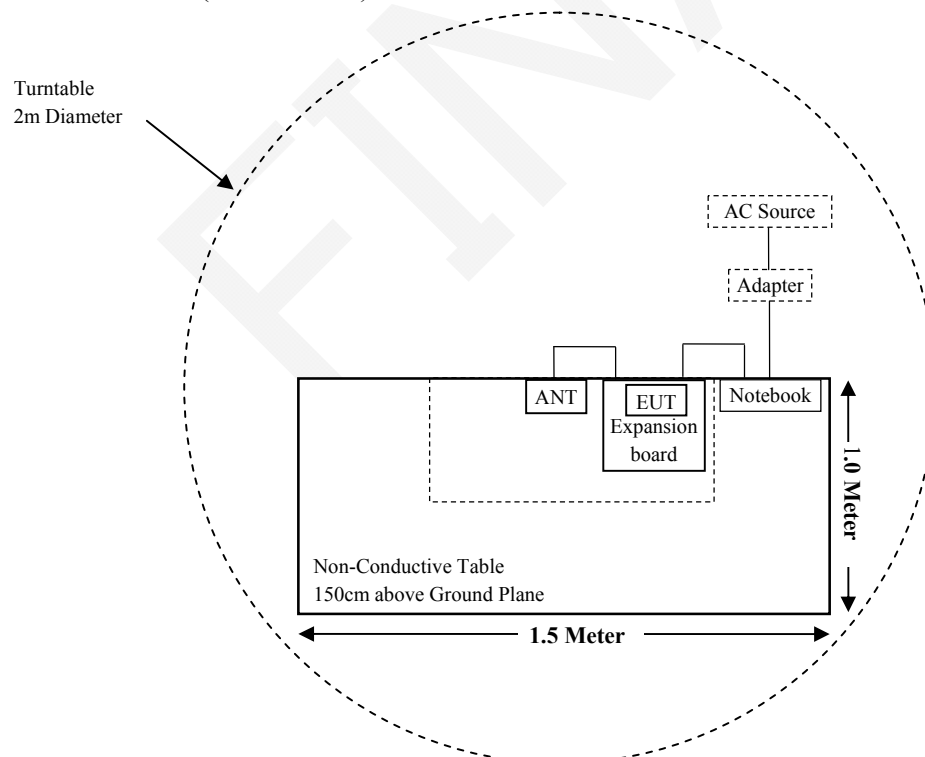 Turntable
2m Diameter
AC Source
Adapter
ANT
EUT
Expansion
board
Notebook
1.0 Meter
Non-Conductive Table
150cm above Ground Plane
1.5 Meter